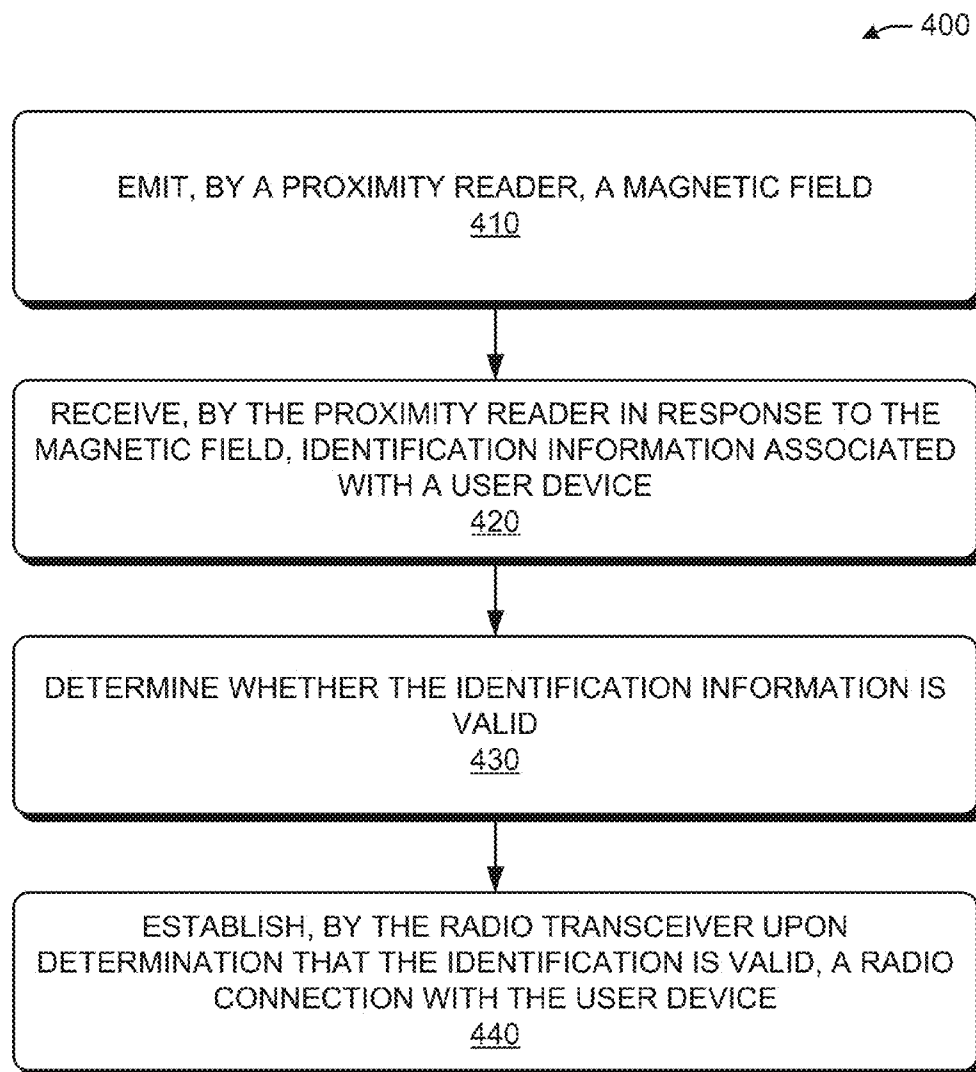 400
EMIT, BY A PROXIMITY READER, A MAGNETIC FIELD
410
RECEIVE, BY THE PROXIMITY READER IN RESPONSE TO THE
MAGNETIC FIELD, IDENTIFICATION INFORMATION ASSOCIATED
WITH A USER DEVICE
420
DETERMINE WHETHER THE IDENTIFICATION INFORMATION IS
VALID
430
ESTABLISH, BY THE RADIO TRANSCEIVER UPON
DETERMINATION THAT THE IDENTIFICATION IS VALID, A RADIO
CONNECTION WITH THE USER DEVICE
440